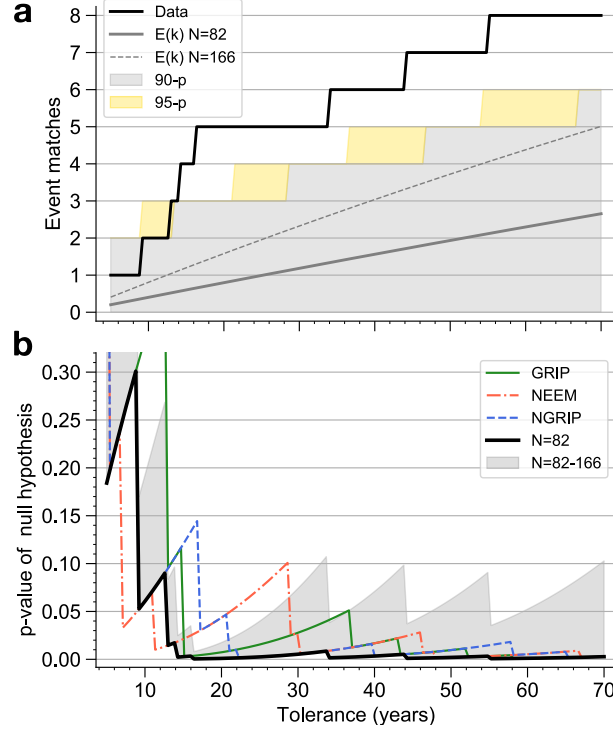 a
Data
E(k) N=82
E(k) N=166
90-p
95-p
Event matches
8
7
6
5
4
3
2
1
0
b
GRIP
NEEM
NGRIP
N=82
N=82-166
p-value of null hypothesis
0.30
0.25
0.20
0.15
0.10
0.05
0.00
10 20 30 40 50 60 70
Tolerance (years)